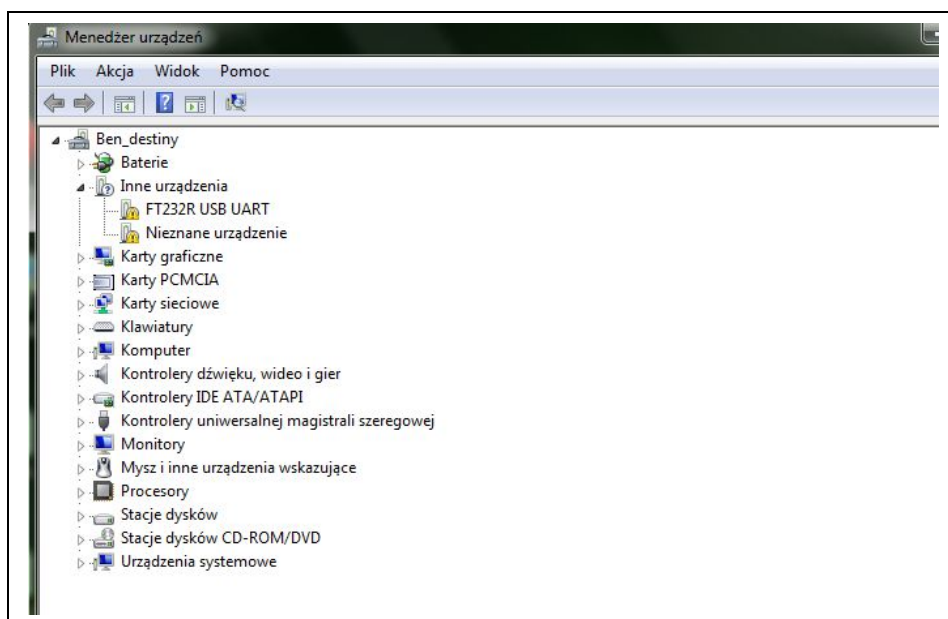 Menedżer urządzeń
Plik Akcja Widok Pomoc
Ben_destiny
Baterie
Inne urządzenia
FT232R USB UART
Nieznane urządzenie
Karty graficzne
Karty PCMCIA
Karty sieciowe
Klawiatury
Komputer
Kontrolery dźwięku, wideo i gier
Kontrolery IDE ATA/ATAPI
Kontrolery uniwersalnej magistrali szeregowej
Monitory
Mysz i inne urządzenia wskazujące
Procesory
Stacje dysków
Stacje dysków CD-ROM/DVD
Urządzenia systemowe